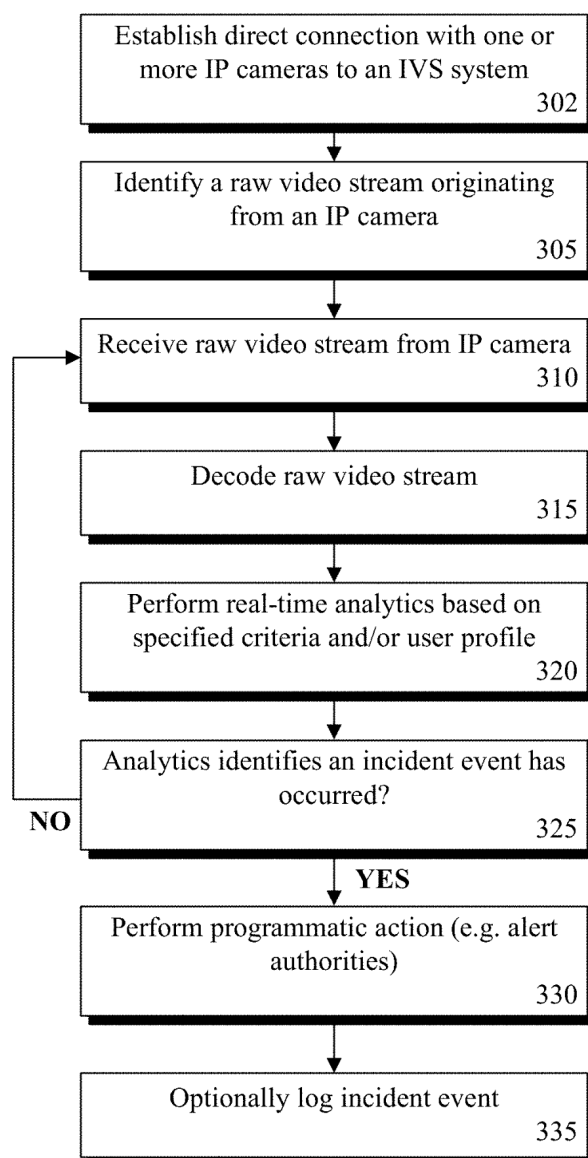 Establish direct connection with one or
more IP cameras to an IVS system
302
Identify a raw video stream originating
from an IP camera
305
Receive raw video stream from IP camera
310
Decode raw video stream
315
Perform real-time analytics based on
specified criteria and/or user profile
320
Analytics identifies an incident event has
occurred?
325
NO
YES
Perform programmatic action (e.g. alert
authorities)
330
Optionally log incident event
335